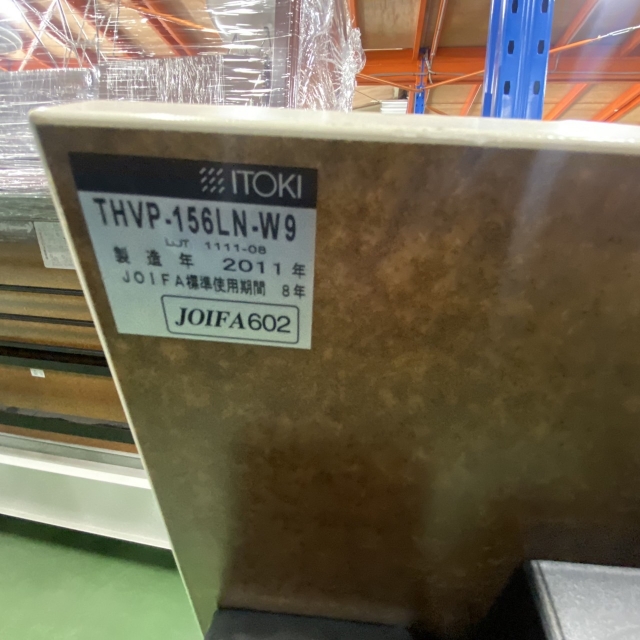 ITOKI
THVP-156LN-W9
UJT 1111-08
製造年 2011年
JOIFA標準使用期間 8年
JOIFA602